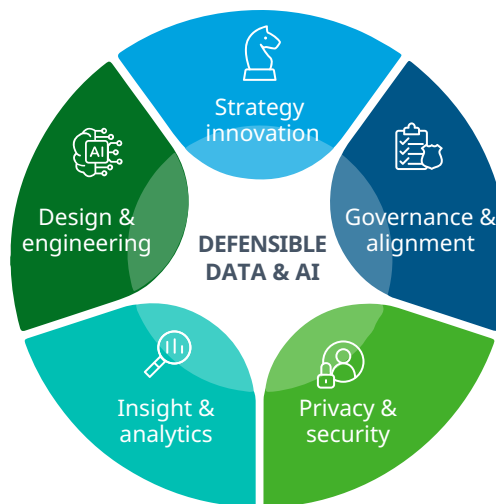 Strategy
innovation
AI
Design &
engineering
Governance &
alignment
DEFENSIBLE
DATA & AI
Insight &
analytics
Privacy &
security